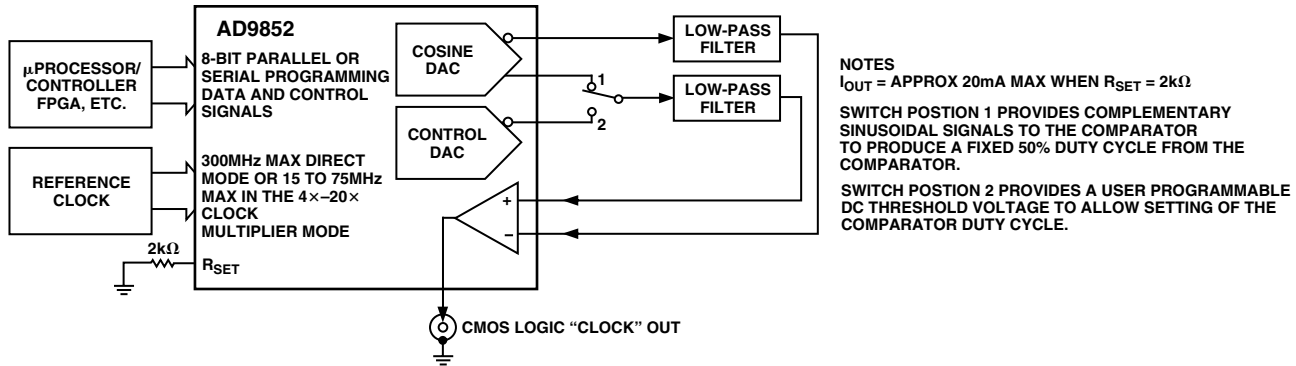 AD9852
μPROCESSOR/
CONTROLLER
FPGA, ETC.
8-BIT PARALLEL OR
SERIAL PROGRAMMING
DATA AND CONTROL
SIGNALS
REFERENCE
CLOCK
300MHz MAX DIRECT
MODE OR 15 TO 75MHz
MAX IN THE 4×–20×
CLOCK
MULTIPLIER MODE
2kΩ
RSET
COSINE
DAC
CONTROL
DAC
1
2
LOW-PASS
FILTER
LOW-PASS
FILTER
+
–
CMOS LOGIC “CLOCK” OUT
NOTES
IOUT = APPROX 20mA MAX WHEN RSET = 2kΩ
SWITCH POSTION 1 PROVIDES COMPLEMENTARY
SINUSOIDAL SIGNALS TO THE COMPARATOR
TO PRODUCE A FIXED 50% DUTY CYCLE FROM THE
COMPARATOR.
SWITCH POSTION 2 PROVIDES A USER PROGRAMMABLE
DC THRESHOLD VOLTAGE TO ALLOW SETTING OF THE
COMPARATOR DUTY CYCLE.